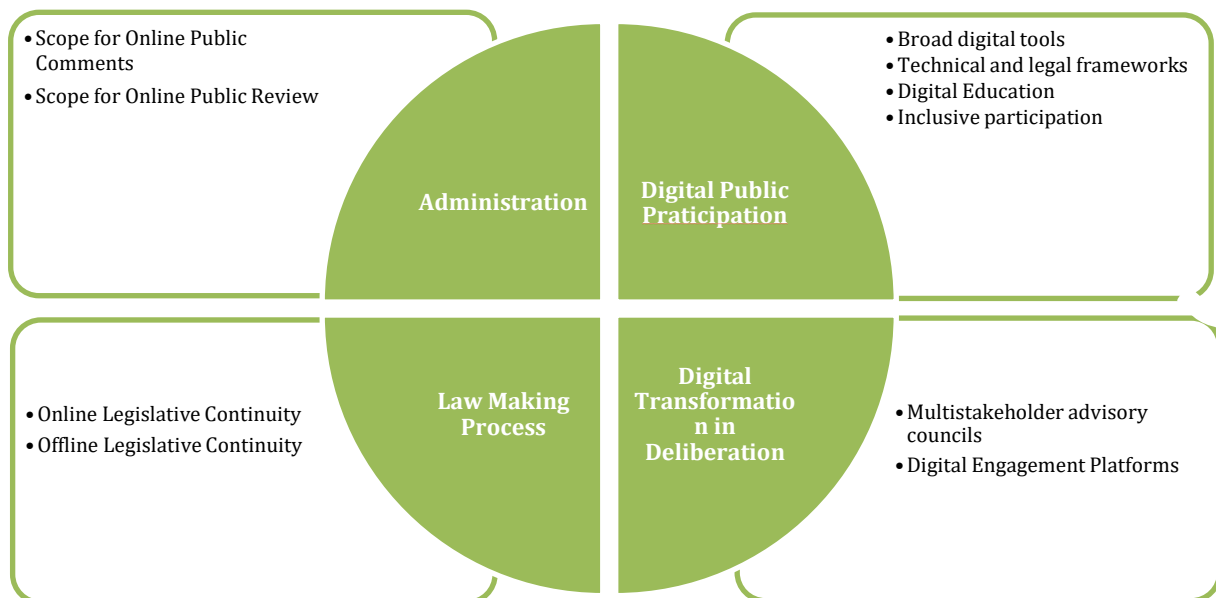 • Scope for Online Public
Comments
• Scope for Online Public Review
Administration
• Broad digital tools
• Technical and legal frameworks
• Digital Education
• Inclusive participation
Digital Public
Praticipation
• Online Legislative Continuity
• Offline Legislative Continuity
Law Making
Process
Digital
Transformatio
n in
Deliberation
• Multistakeholder advisory
councils
• Digital Engagement Platforms